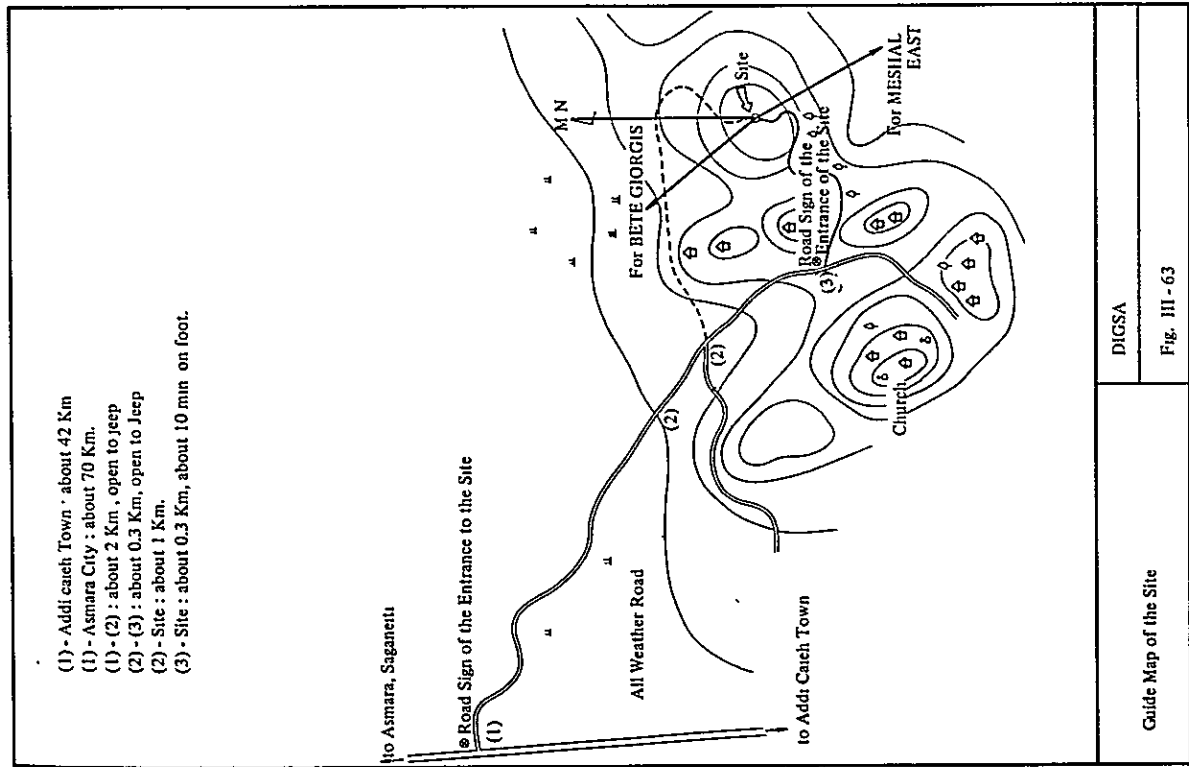 (1) - Addi caieh Town : about 42 Km
(1) - Asmara City : about 70 Km.
(1) - (2) : about 2 Km , open to jeep
(2) - (3) : about 0.3 Km, open to Jeep
(2) - Site : about 1 Km.
(3) - Site : about 0.3 Km, about 10 min on foot.
to Asmara, Saganeiti
Road Sign of the Entrance to the Site
(1)
All Weather Road
to Addi Caieh Town
M N
For BETE GIORGIS
Site
(2)
(2)
Road Sign of the
Entrance of the Site
(3)
For MESHAL
EAST
Church
Guide Map of the Site
DIGSA
Fig. III - 63